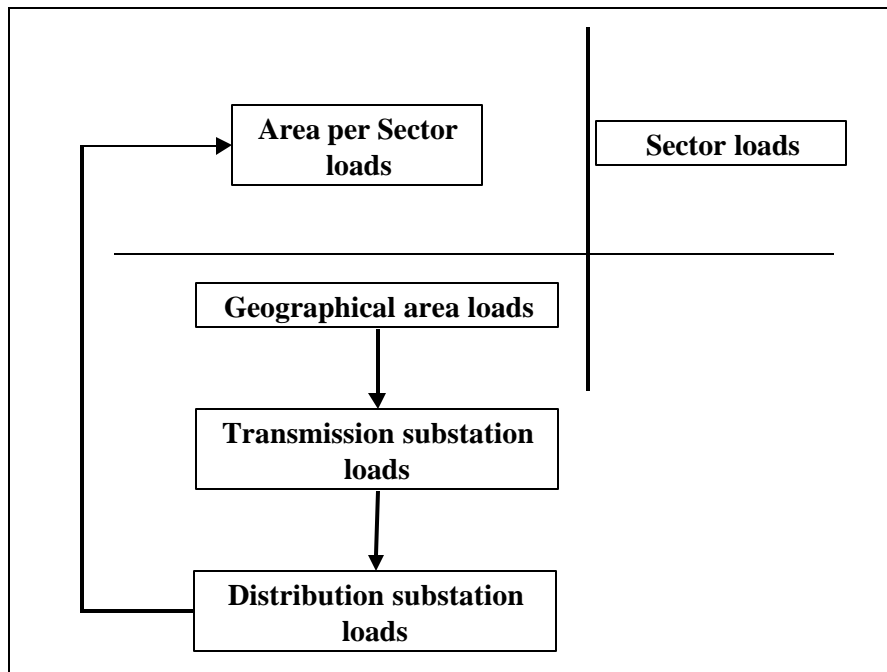 Area per Sector
loads
Sector loads
Geographical area loads
Transmission substation
loads
Distribution substation
loads